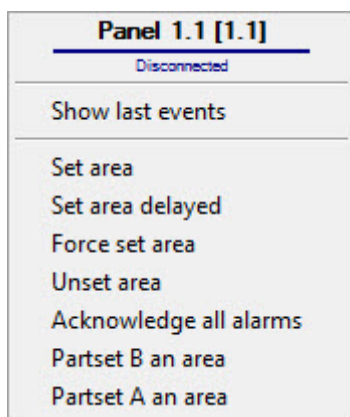 Panel 1.1 [1.1]
Disconnected
Show last events
Set area
Set area delayed
Force set area
Unset area
Acknowledge all alarms
Partset B an area
Partset A an area